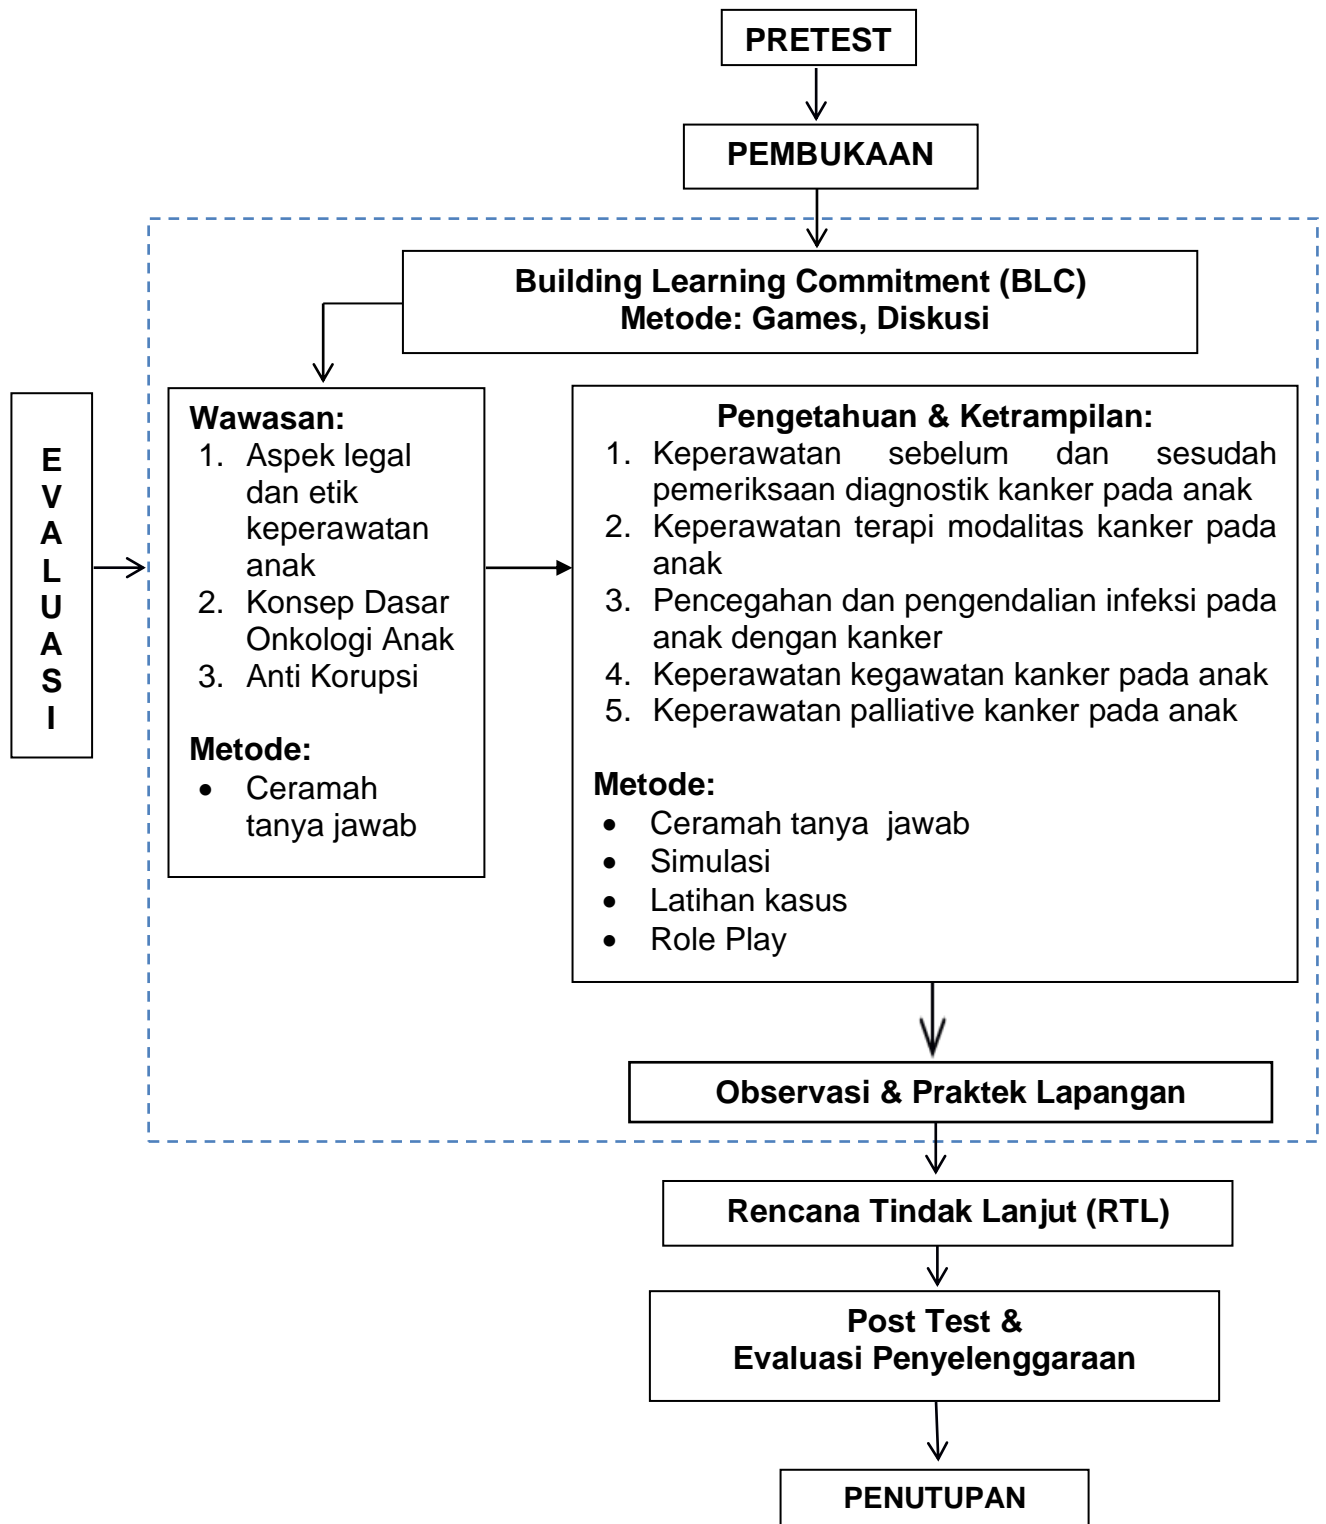 PRETEST
PEMBUKAAN
Building Learning Commitment (BLC)
Metode: Games, Diskusi
E
V
A
L
U
A
S
I
Wawasan:
1. Aspek legal
dan etik
keperawatan
anak
2. Konsep Dasar
Onkologi Anak
3. Anti Korupsi
Metode:
• Ceramah
tanya jawab
Pengetahuan & Ketrampilan:
1. Keperawatan sebelum dan sesudah
pemeriksaan diagnostik kanker pada anak
2. Keperawatan terapi modalitas kanker pada
anak
3. Pencegahan dan pengendalian infeksi pada
anak dengan kanker
4. Keperawatan kegawatan kanker pada anak
5. Keperawatan palliative kanker pada anak
Metode:
• Ceramah tanya jawab
• Simulasi
• Latihan kasus
• Role Play
Observasi & Praktek Lapangan
Rencana Tindak Lanjut (RTL)
Post Test &
Evaluasi Penyelenggaraan
PENUTUPAN